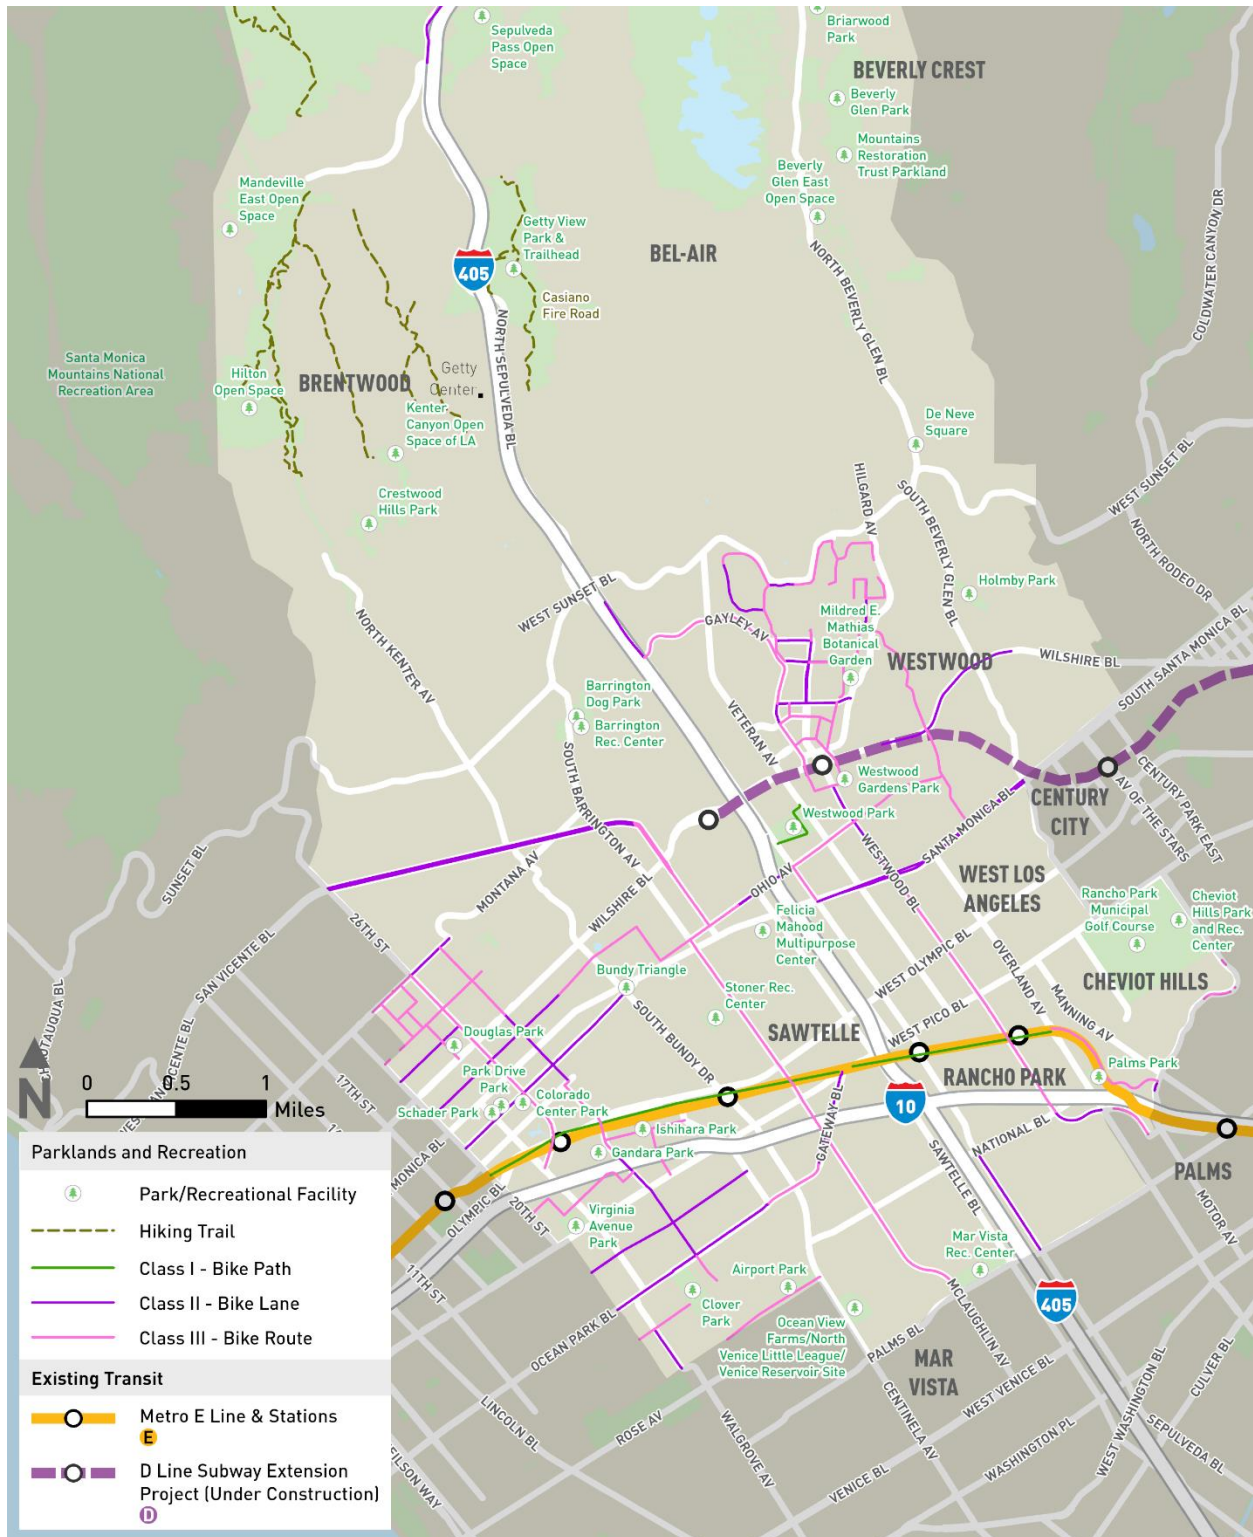 Sepulveda
Pass Open
Space
Briarwood
Park
BEVERLY CREST
Beverly
Glen Park
Mountains
Restoration
Trust Parkland
Beverly
Glen East
Open Space
Mandeville
East Open
Space
Getty View
Park &
Trailhead
BEL-AIR
405
Casiano
Fire Road
COLDWATER CANYON DR
NORTH BEVERLY GLEN BL
NORTH SEPULVEDA BL
Santa Monica
Mountains National
Recreation Area
Hilton
Open Space
BRENTWOOD
Getty
Center
Kenter
Canyon Open
Space of LA
De Neve
Square
Crestwood
Hills Park
HILGARD AV
SOUTH BEVERLY GLEN BL
WEST SUNSET BL
NORTH RODEO DR
WEST SUNSET BL
NORTH KENTER AV
GAYLEY AV
Holmby Park
Mildred E.
Mathias
Botanical
Garden
WESTWOOD
WILSHIRE BL
SOUTH SANTA MONICA BL
Barrington
Dog Park
Barrington
Rec. Center
VETERAN AV
SOUTH BARRINGTON AV
Westwood
Gardens Park
Westwood Park
CENTURY
CITY
AV OF THE STARS
CENTURY PARK EAST
SANTA MONICA BL
WESTWOOD BL
SUNSET BL
MONTANA AV
WILSHIRE BL
OHIO AV
WEST LOS
ANGELES
Rancho Park
Municipal
Golf Course
Cheviot
Hills Park
and Rec.
Center
26TH ST
SAN VICENTE BL
Felicia
Mahood
Multipurpose
Center
WEST OLYMPIC BL
OVERLAND AV
MANNING AV
CHEVIOT HILLS
Bundy Triangle
Stoner Rec.
Center
SAWTELLE
WEST PICO BL
CHAUTAUQUA BL
SOUTH BUNDY DR
Douglas Park
Park Drive
Park
Schader Park
Colorado
Center Park
RANCHO PARK
Palms Park
10
17TH ST
Ishihara Park
Gandara Park
GATEWAY BL
SAWTELLE BL
NATIONAL BL
PALMS
MOTOR AV
N
0 0.5 1
Miles
MONICA BL
OLYMPIC BL
20TH ST
11TH ST
Virginia
Avenue
Park
Mar Vista
Rec. Center
Airport Park
Clover
Park
Ocean View
Farms/North
Venice Little League/
Venice Reservoir Site
MCLAUGHLIN AV
405
OCEAN PARK BL
PALMS BL
MAR
VISTA
WEST VENICE BL
CULVER BL
WEST WASHINGTON BL
LINCOLN BL
ROSE AV
WALGROVE AV
CENTINELA AV
WASHINGTON PL
SEPULVEDA BL
VENICE BL
Parklands and Recreation
Park/Recreational Facility
Hiking Trail
Class I - Bike Path
Class II - Bike Lane
Class III - Bike Route
Existing Transit
Metro E Line & Stations
E
D Line Subway Extension
Project (Under Construction)
D